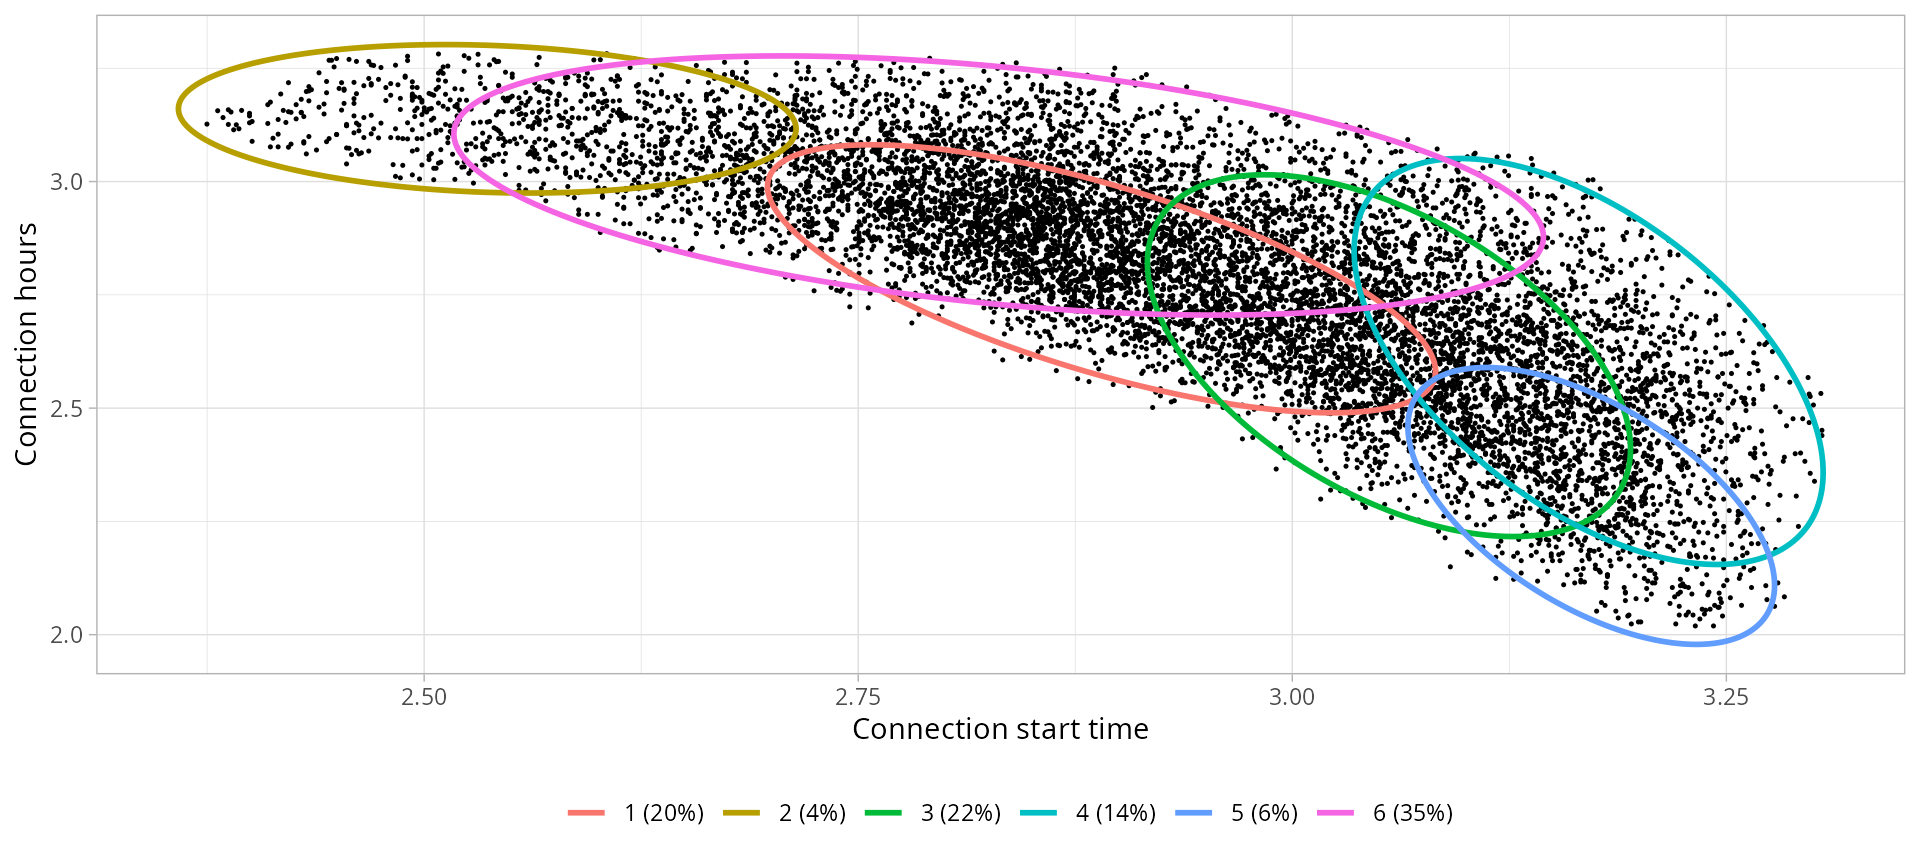 Connection hours
3.0
2.5
2.0
2.50 2.75 3.00 3.25
Connection start time
1 (20%) 2 (4%) 3 (22%) 4 (14%) 5 (6%) 6 (35%)